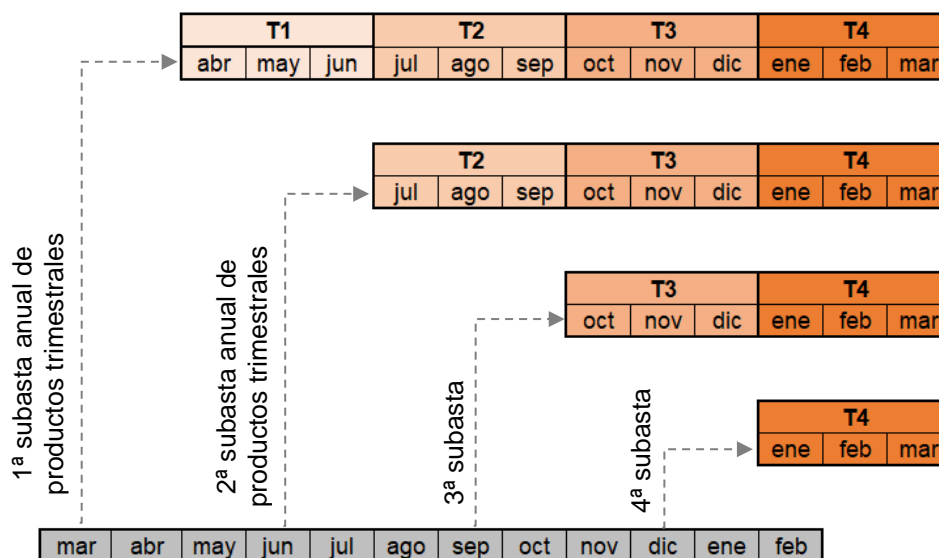 T1 T2 T3 T4
abr may jun jul ago sep oct nov dic ene feb mar
T2 T3 T4
jul ago sep oct nov dic ene feb mar
T3 T4
oct nov dic ene feb mar
T4
ene feb mar
1ª subasta anual de
productos trimestrales
2ª subasta anual de
productos trimestrales
3ª subasta
4ª subasta
mar abr may jun jul ago sep oct nov dic ene feb